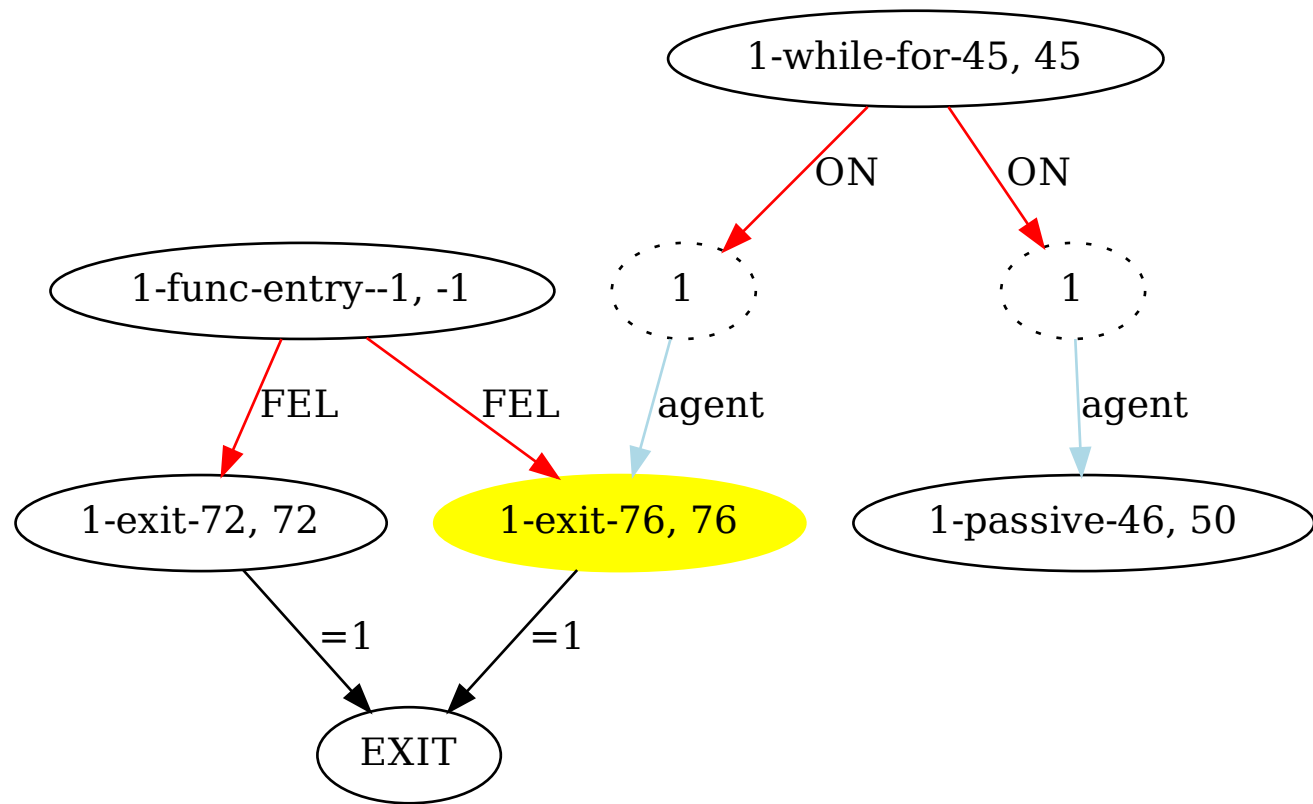 1-while-for-45, 45
ON
ON
1-func-entry--1, -1
1
1
FEL
FEL
agent
agent
1-exit-72, 72
1-exit-76, 76
1-passive-46, 50
=1
=1
EXIT